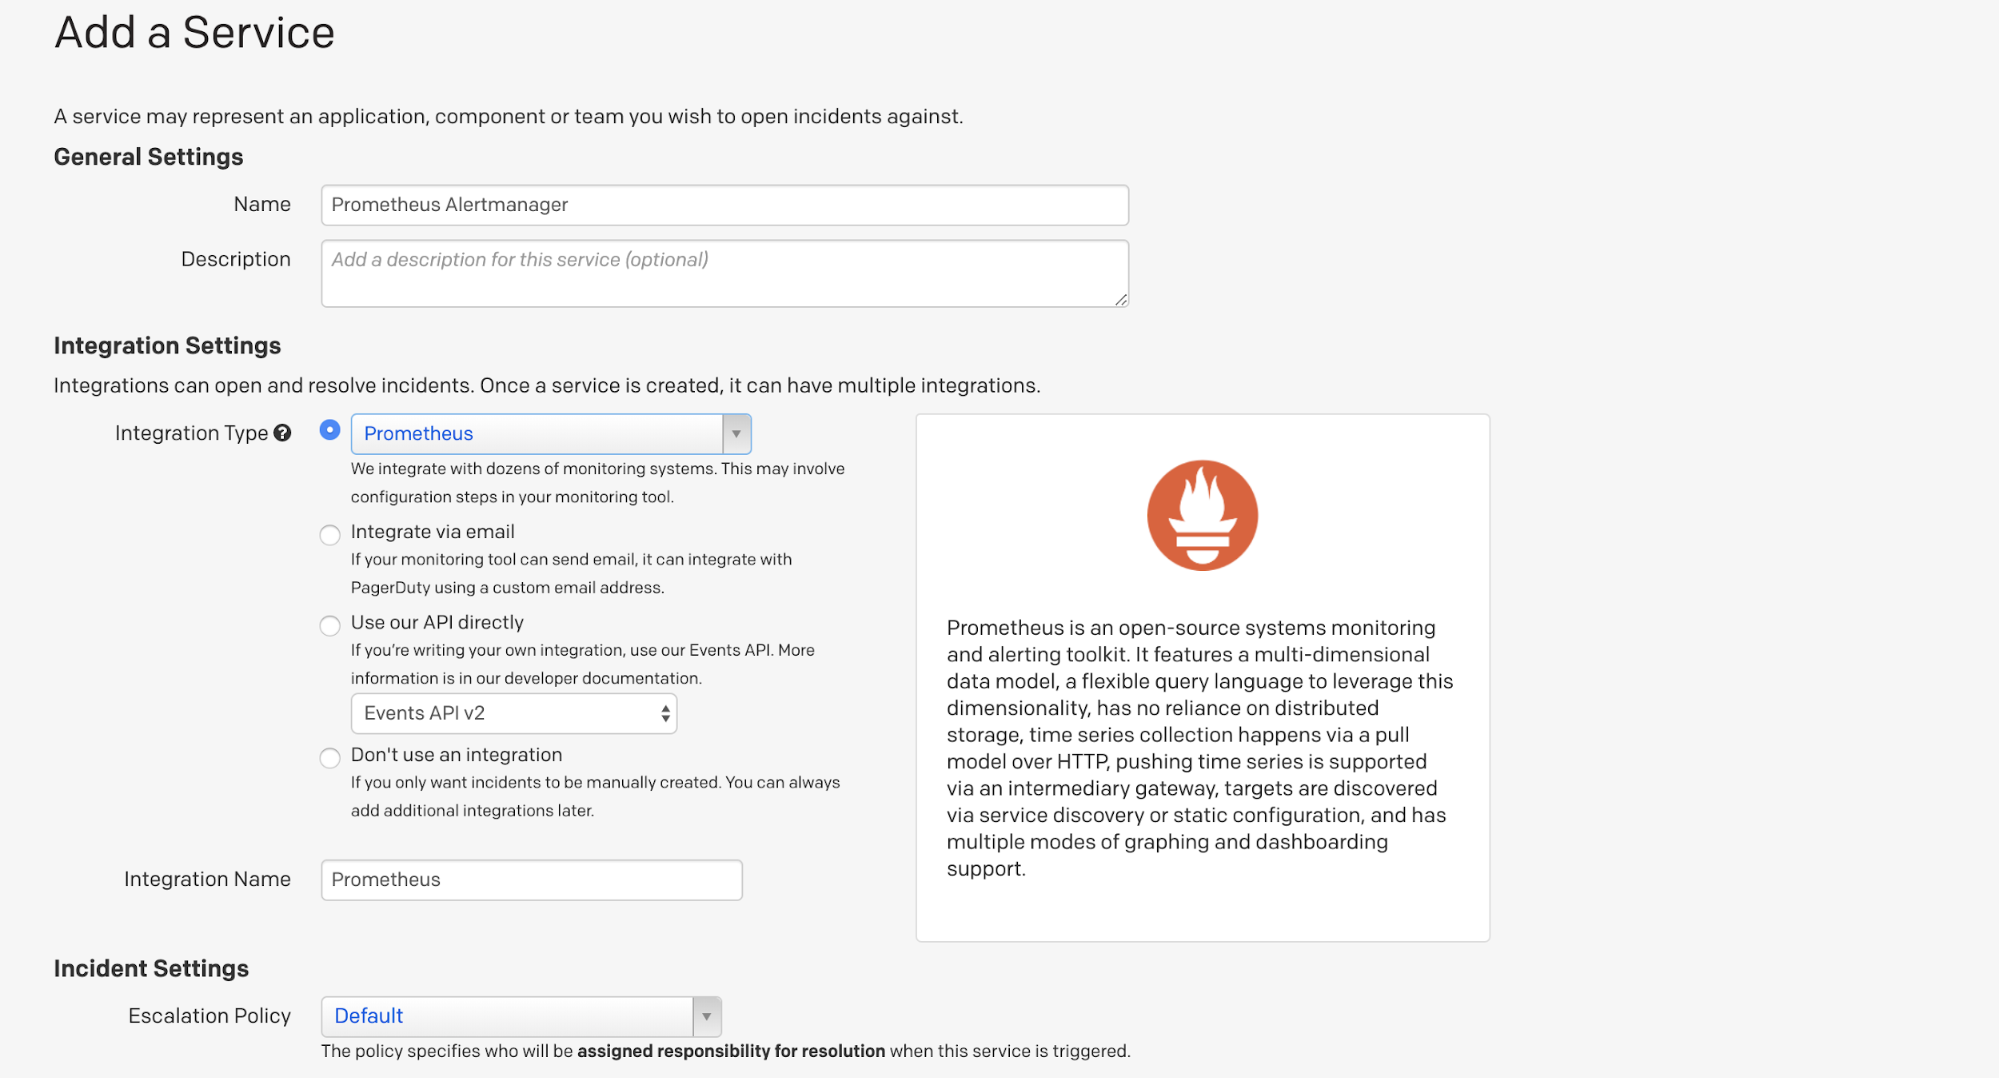 Add a Service
A service may represent an application, component or team you wish to open incidents against.
General Settings
Name
Prometheus Alertmanager
Description
Add a description for this service (optional)
Integration Settings
Integrations can open and resolve incidents. Once a service is created, it can have multiple integrations.
Integration Type
Prometheus
We integrate with dozens of monitoring systems. This may involve
configuration steps in your monitoring tool.
Integrate via email
If your monitoring tool can send email, it can integrate with
PagerDuty using a custom email address.
Use our API directly
If you're writing your own integration, use our Events API. More
information is in our developer documentation.
Events API v2
Don't use an integration
If you only want incidents to be manually created. You can always
add additional integrations later.
Prometheus is an open-source systems monitoring
and alerting toolkit. It features a multi-dimensional
data model, a flexible query language to leverage this
dimensionality, has no reliance on distributed
storage, time series collection happens via a pull
model over HTTP, pushing time series is supported
via an intermediary gateway, targets are discovered
via service discovery or static configuration, and has
multiple modes of graphing and dashboarding
support.
Integration Name
Prometheus
Incident Settings
Escalation Policy
Default
The policy specifies who will be assigned responsibility for resolution when this service is triggered.